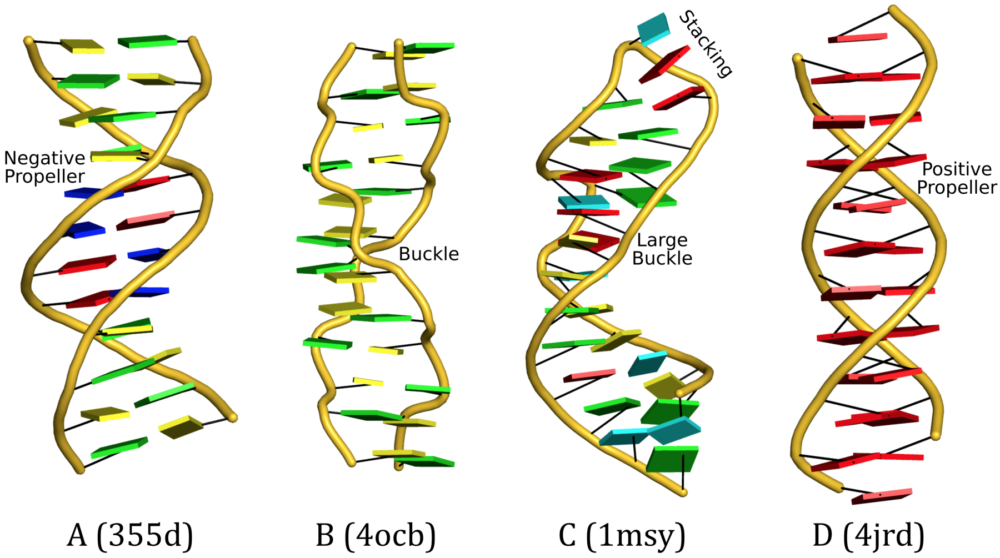 Negative
Propeller
Buckle
Stacking
Large
Buckle
Positive
Propeller
A (355d)
B (4ocb)
C (1msy)
D (4jrd)